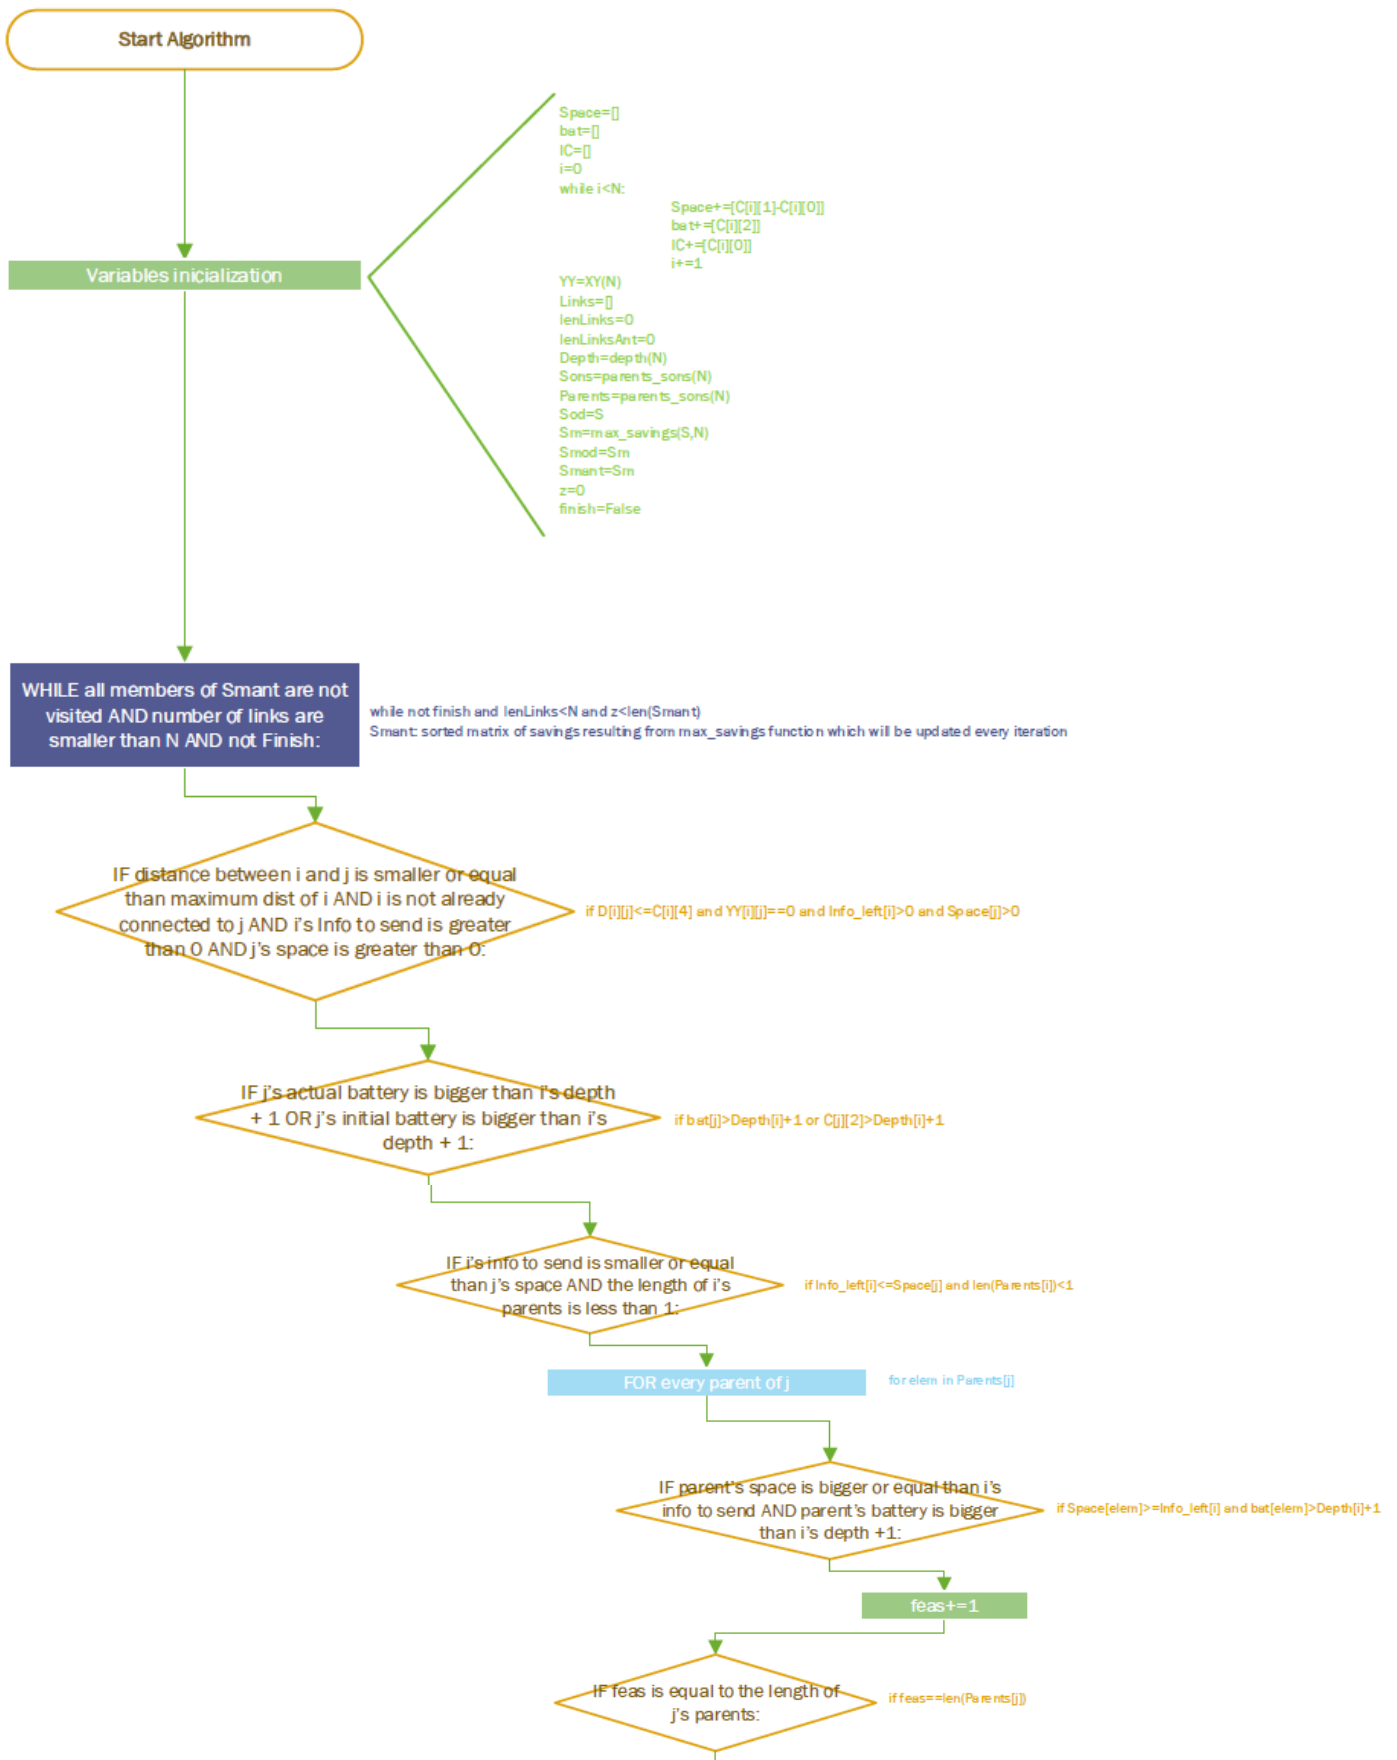 Start Algorithm
Space=[]
bat=[]
IC=[]
i=0
while i<N:
Space+=[C[i][1]-C[i][0]]
bat+=[C[i][2]]
IC+=[C[i][0]]
i+=1
Variables inicialization
YY=XY(N)
Links=[]
lenLinks=0
lenLinksAnt=0
Depth=depth(N)
Sons=parents_sons(N)
Parents=parents_sons(N)
Sod=S
Sm=max_savings(S,N)
Smod=Sm
Smant=Sm
z=0
finish=False
WHILE all members of Smant are not
visited AND number of links are
smaller than N AND not Finish:
while not finish and lenLinks<N and z<len(Smant)
Smant: sorted matrix of savings resulting from max_savings function which will be updated every iteration
IF distance between i and j is smaller or equal
than maximum dist of i AND i is not already
connected to j AND i's Info to send is greater
than 0 AND j's space is greater than 0:
if D[i][j]<=C[i][4] and YY[i][j]==0 and Info_left[i]>0 and Space[j]>0
IF j's actual battery is bigger than i's depth
+ 1 OR j's initial battery is bigger than i's
depth + 1:
if bat[j]>Depth[i]+1 or C[j][2]>Depth[i]+1
IF i's info to send is smaller or equal
than j's space AND the length of i's
parents is less than 1:
if Info_left[i]<=Space[j] and len(Parents[i])<1
FOR every parent of j
for elem in Parents[j]
IF parent's space is bigger or equal than i's
info to send AND parent's battery is bigger
than i's depth +1:
if Space[elem]>=Info_left[i] and bat[elem]>Depth[i]+1
feas+=1
IF feas is equal to the length of
j's parents:
if feas==len(Parents[j])